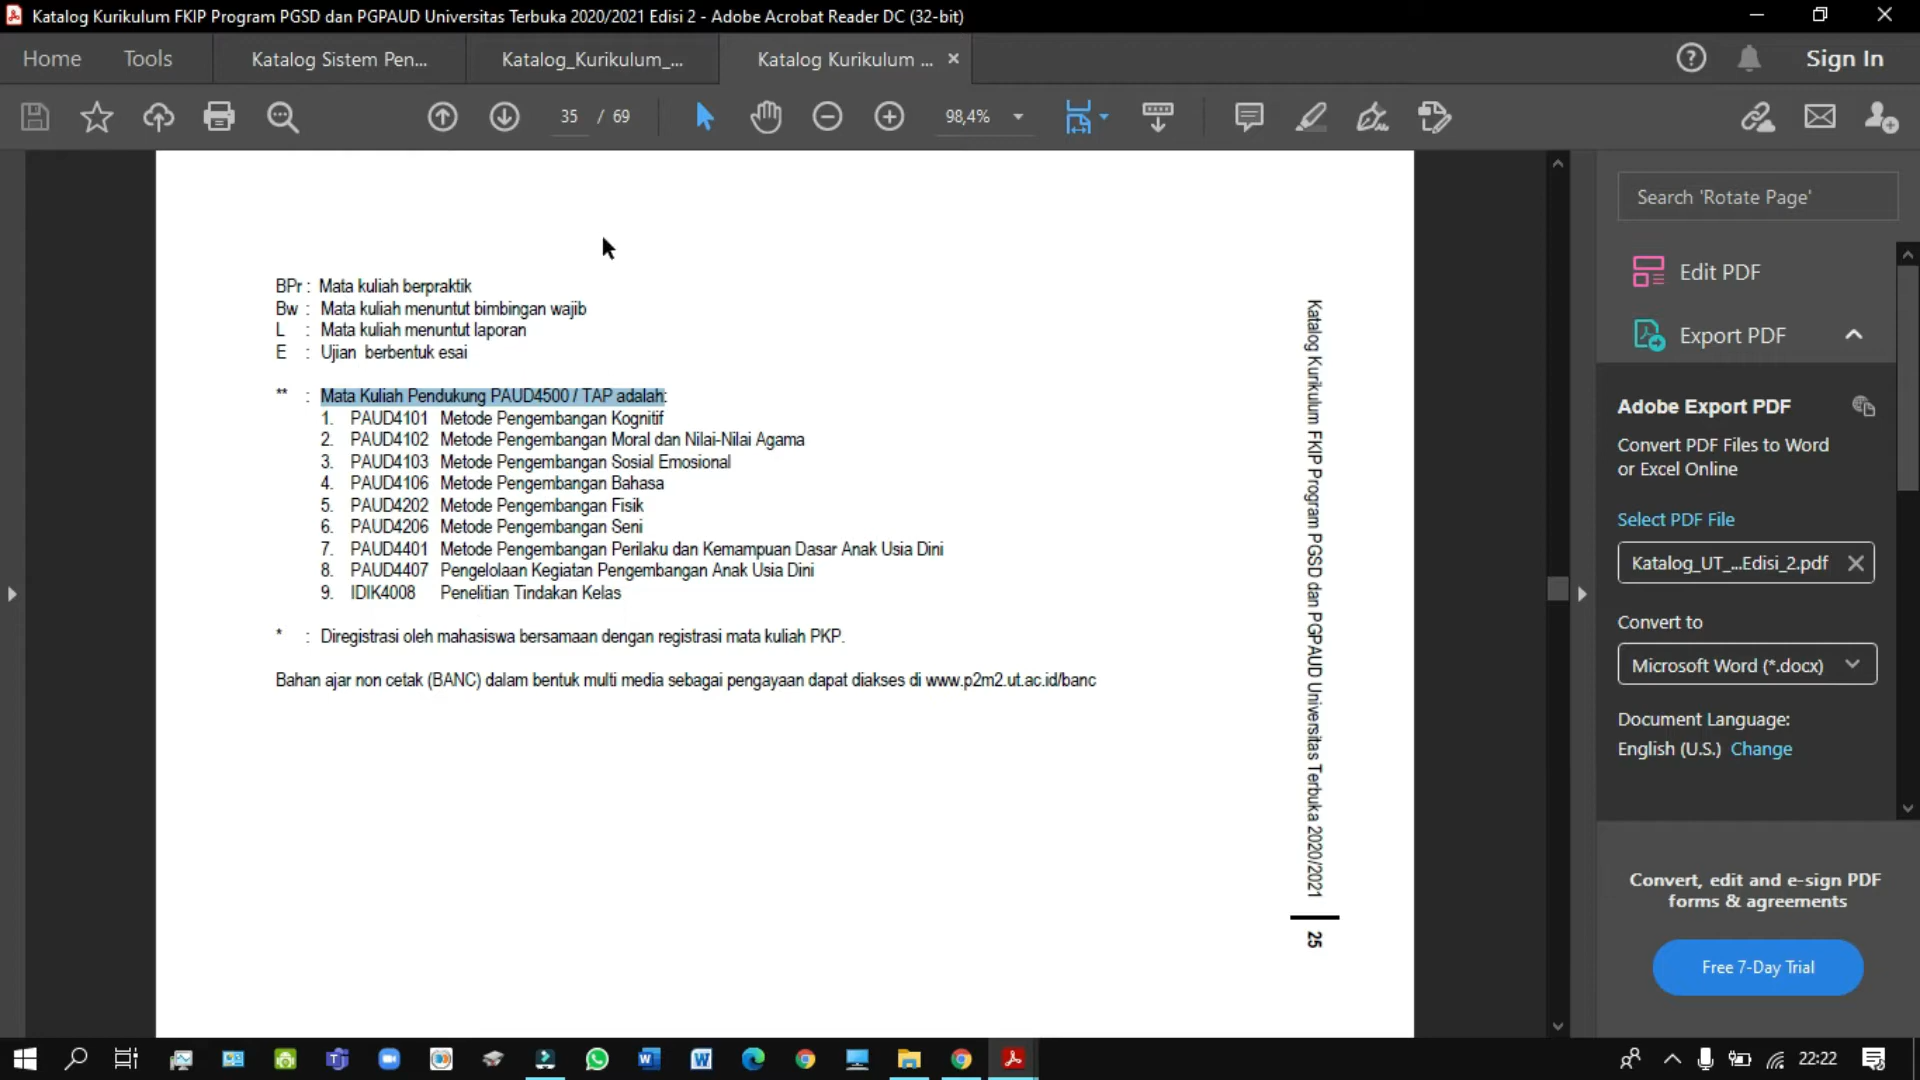 Katalog Kurikulum FKIP Program PGSD dan PGPAUD Universitas Terbuka 2020/2021 Edisi 2 - Adobe Acrobat Reader DC (32-bit)
Home
Tools
Katalog Sistem Pen...
Katalog_Kurikulum_...
Katalog Kurikulum ...
Sign In
35 / 69
98,4%
BPr : Mata kuliah berpraktik
Bw : Mata kuliah menuntut bimbingan wajib
L : Mata kuliah menuntut laporan
E : Ujian berbentuk esai
** : Mata Kuliah Pendukung PAUD4500 / TAP adalah:
1. PAUD4101 Metode Pengembangan Kognitif
2. PAUD4102 Metode Pengembangan Moral dan Nilai-Nilai Agama
3. PAUD4103 Metode Pengembangan Sosial Emosional
4. PAUD4106 Metode Pengembangan Bahasa
5. PAUD4202 Metode Pengembangan Fisik
6. PAUD4206 Metode Pengembangan Seni
7. PAUD4401 Metode Pengembangan Perilaku dan Kemampuan Dasar Anak Usia Dini
8. PAUD4407 Pengelolaan Kegiatan Pengembangan Anak Usia Dini
9. IDIK4008 Penelitian Tindakan Kelas
* : Diregistrasi oleh mahasiswa bersamaan dengan registrasi mata kuliah PKP.
Bahan ajar non cetak (BANC) dalam bentuk multi media sebagai pengayaan dapat diakses di www.p2m2.ut.ac.id/banc
Katalog Kurikulum FKIP Program PGSD dan PGPAUD Universitas Terbuka 2020/2021
25
Search 'Rotate Page'
Edit PDF
Export PDF
Adobe Export PDF
Convert PDF Files to Word
or Excel Online
Select PDF File
Katalog_UT_...Edisi_2.pdf
Convert to
Microsoft Word (*.docx)
Document Language:
English (U.S.) Change
Convert, edit and e-sign PDF
forms & agreements
Free 7-Day Trial
22:22